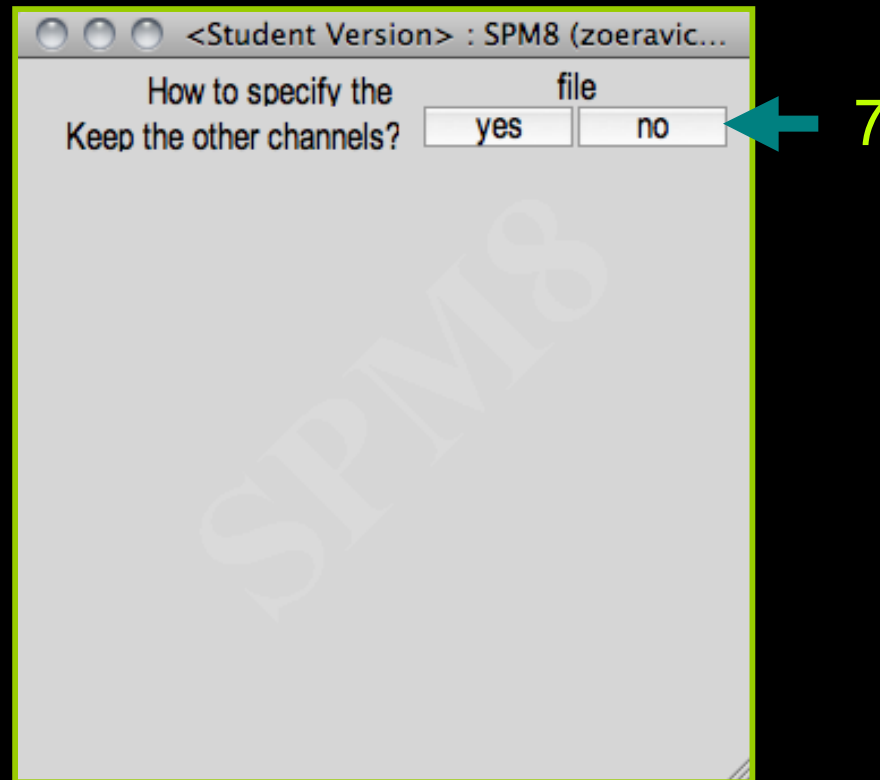 <Student Version> : SPM8 (zoeravic...
How to specify the file
Keep the other channels? yes no
7
SPM8